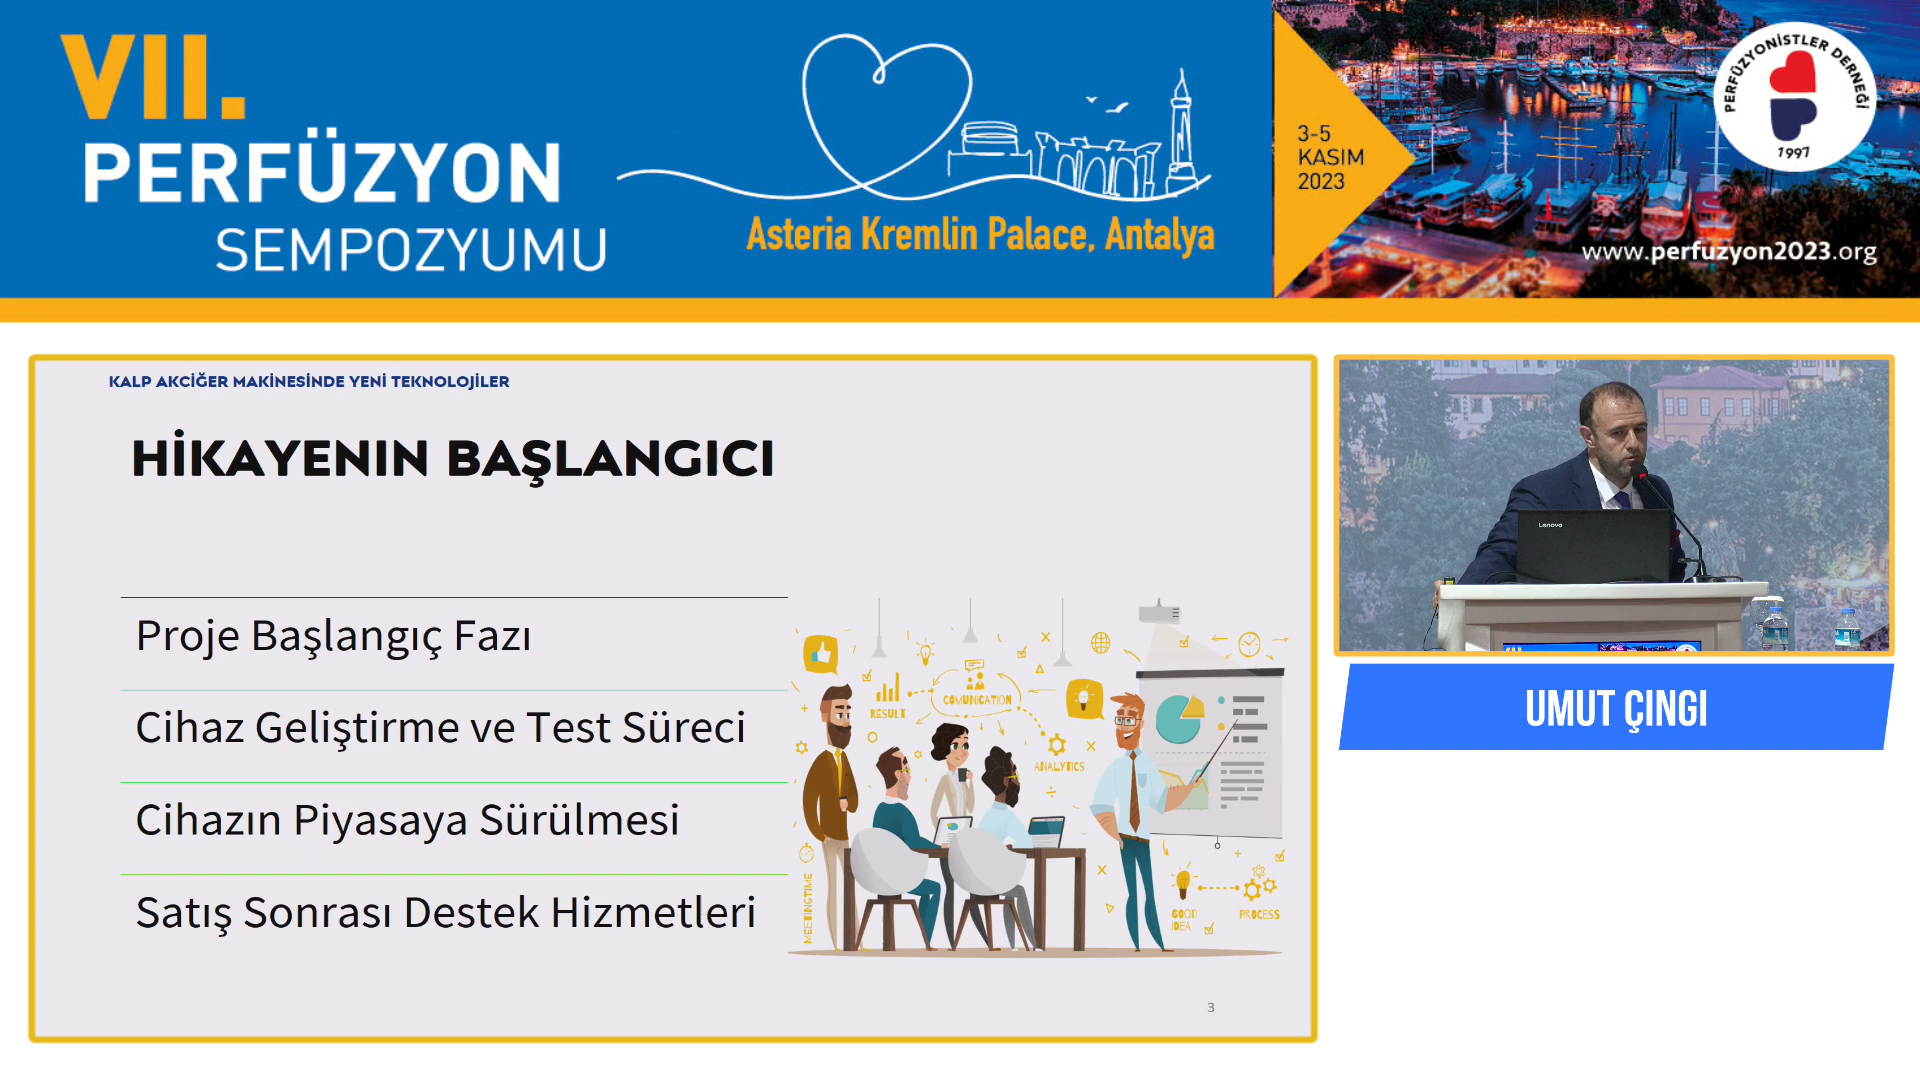 VII.
PERFÜZYON
SEMPOZYUMU
Asteria Kremlin Palace, Antalya
3-5
KASIM
2023
PERFÜZYONİSTLER DERNEĞİ
1997
www.perfuzyon2023.org
KALP AKCİĞER MAKİNESİNDE YENİ TEKNOLOJİLER
HİKAYENIN BAŞLANGICI
Proje Başlangıç Fazı
Cihaz Geliştirme ve Test Süreci
Cihazın Piyasaya Sürülmesi
Satış Sonrası Destek Hizmetleri
RESULT
COMUNICATION
ANALYTICS
MEETINGTIME
GOOD
IDEA
PROCESS
3
Lenovo
UMUT ÇINGI